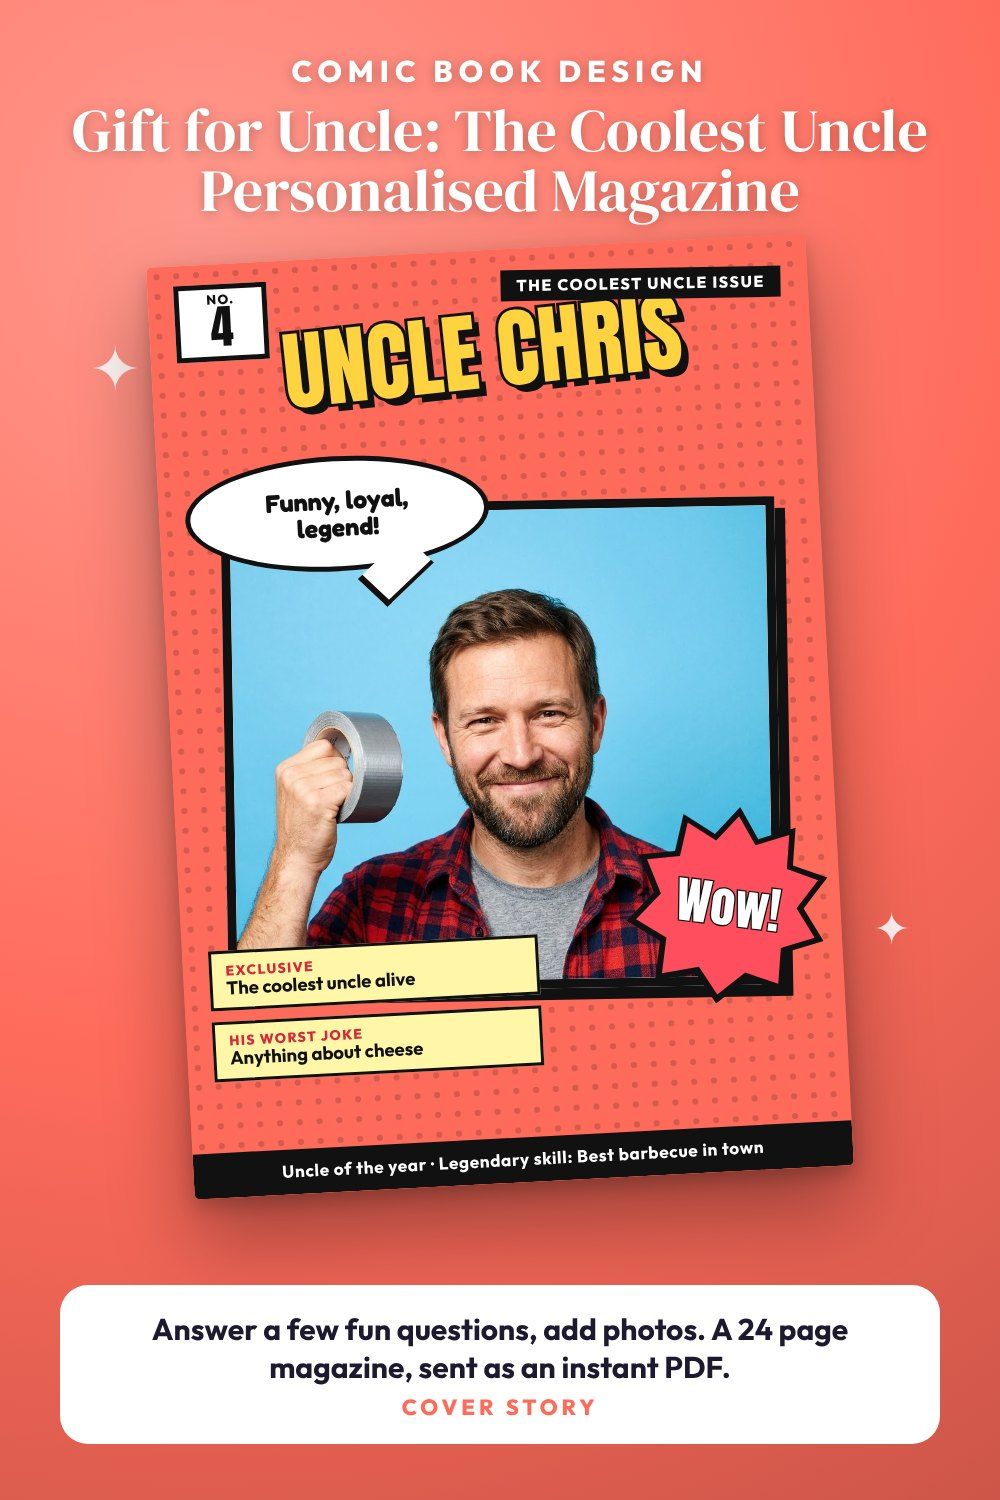 COMIC BOOK DESIGN
Gift for Uncle: The Coolest Uncle
Personalised Magazine
THE COOLEST UNCLE ISSUE
NO.
4
UNCLE CHRIS
Funny, loyal,
legend!
Wow!
EXCLUSIVE
The coolest uncle alive
HIS WORST JOKE
Anything about cheese
Uncle of the year · Legendary skill: Best barbecue in town
Answer a few fun questions, add photos. A 24 page
magazine, sent as an instant PDF.
COVER STORY